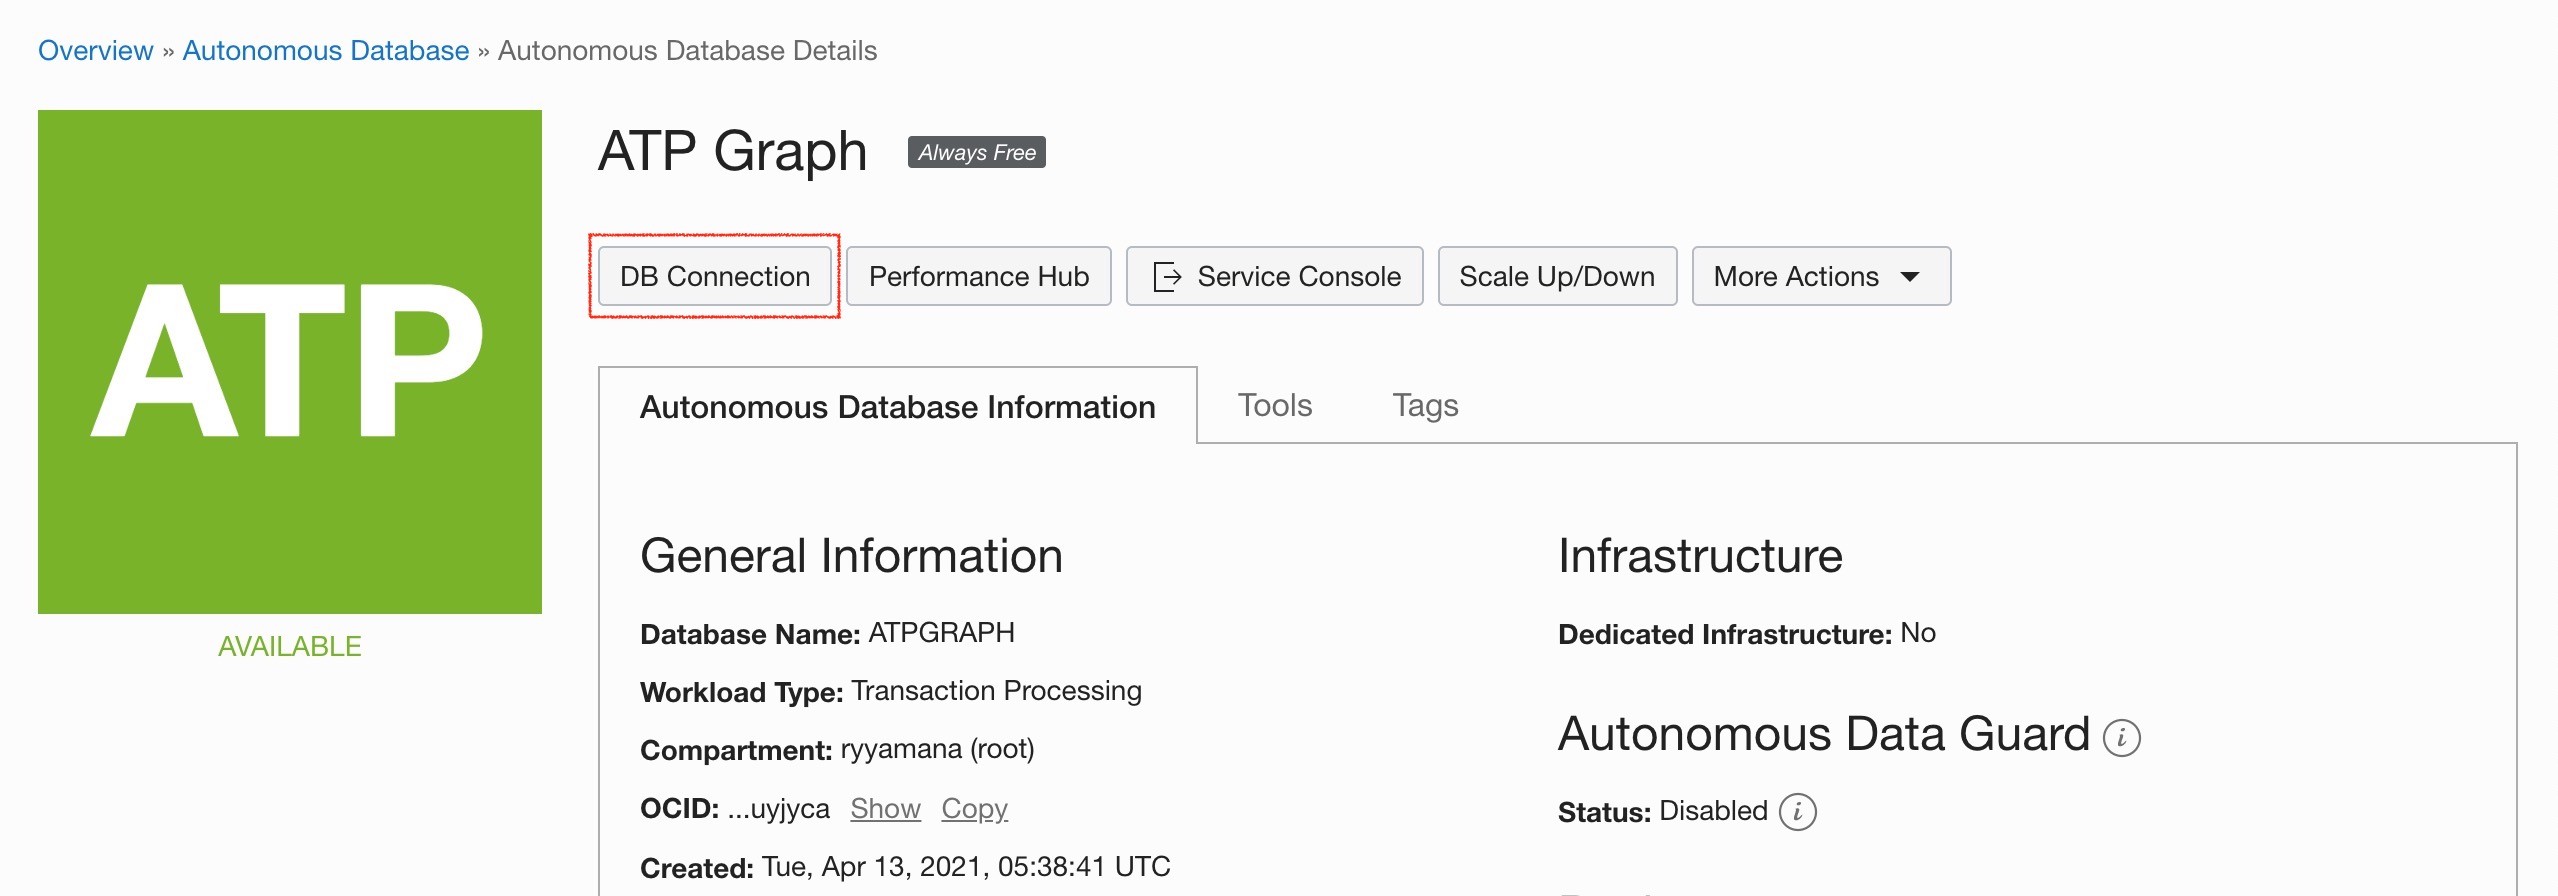 Overview » Autonomous Database » Autonomous Database Details
ATP
AVAILABLE
ATP Graph Always Free
DB Connection Performance Hub Service Console Scale Up/Down More Actions
Autonomous Database Information Tools Tags
General Information
Database Name: ATPGRAPH
Workload Type: Transaction Processing
Compartment: ryyamana (root)
OCID: ...uyjyca Show Copy
Created: Tue, Apr 13, 2021, 05:38:41 UTC
Infrastructure
Dedicated Infrastructure: No
Autonomous Data Guard i
Status: Disabled i